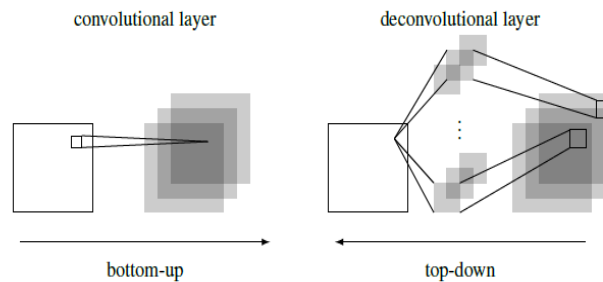 convolutional layer
deconvolutional layer
bottom-up
top-down